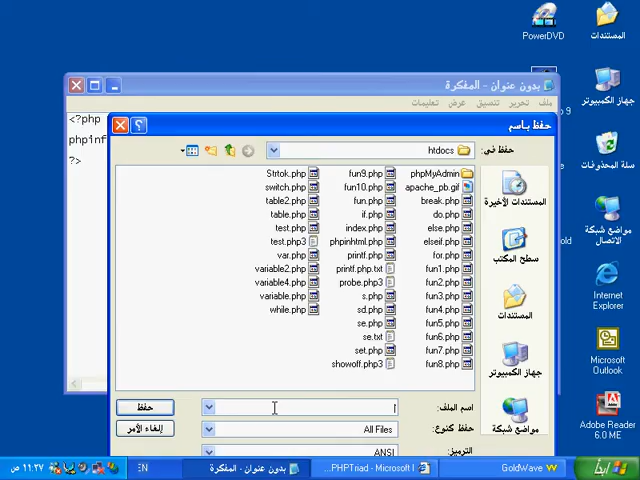 PowerDVD
المستندات
بدون عنوان - المفكرة
ملف تحرير تنسيق عرض تعليمات
<?php
phpinf
?>
جهاز الكمبيوتر
سلة المحذوفات
مواضع شبكة الاتصال
Internet Explorer
Microsoft Outlook
Adobe Reader 6.0 ME
حفظ باسم
حفظ في:
htdocs
المستندات الأخيرة
سطح المكتب
المستندات
جهاز الكمبيوتر
مواضع شبكة
phpMyAdmin
apache_pb.gif
break.php
do.php
else.php
elseif.php
for.php
fun1.php
fun2.php
fun3.php
fun4.php
fun5.php
fun6.php
fun7.php
fun8.php
fun9.php
fun10.php
fun.php
if.php
index.php
phpinhtml.php
printf.php
printf.php.txt
probe.php3
s.php
sd.php
se.php
se.txt
set.php
showoff.php3
Strtok.php
switch.php
table2.php
table.php
test.php
test.php3
var.php
variable2.php
variable4.php
variable.php
while.php
اسم الملف:
حفظ
حفظ كنوع:
All Files
إلغاء الأمر
الترميز:
ANSI
ابدأ
GoldWave
PHPTriad - Microsoft I...
بدون عنوان - المفكرة
EN
١١:٢٧ ص